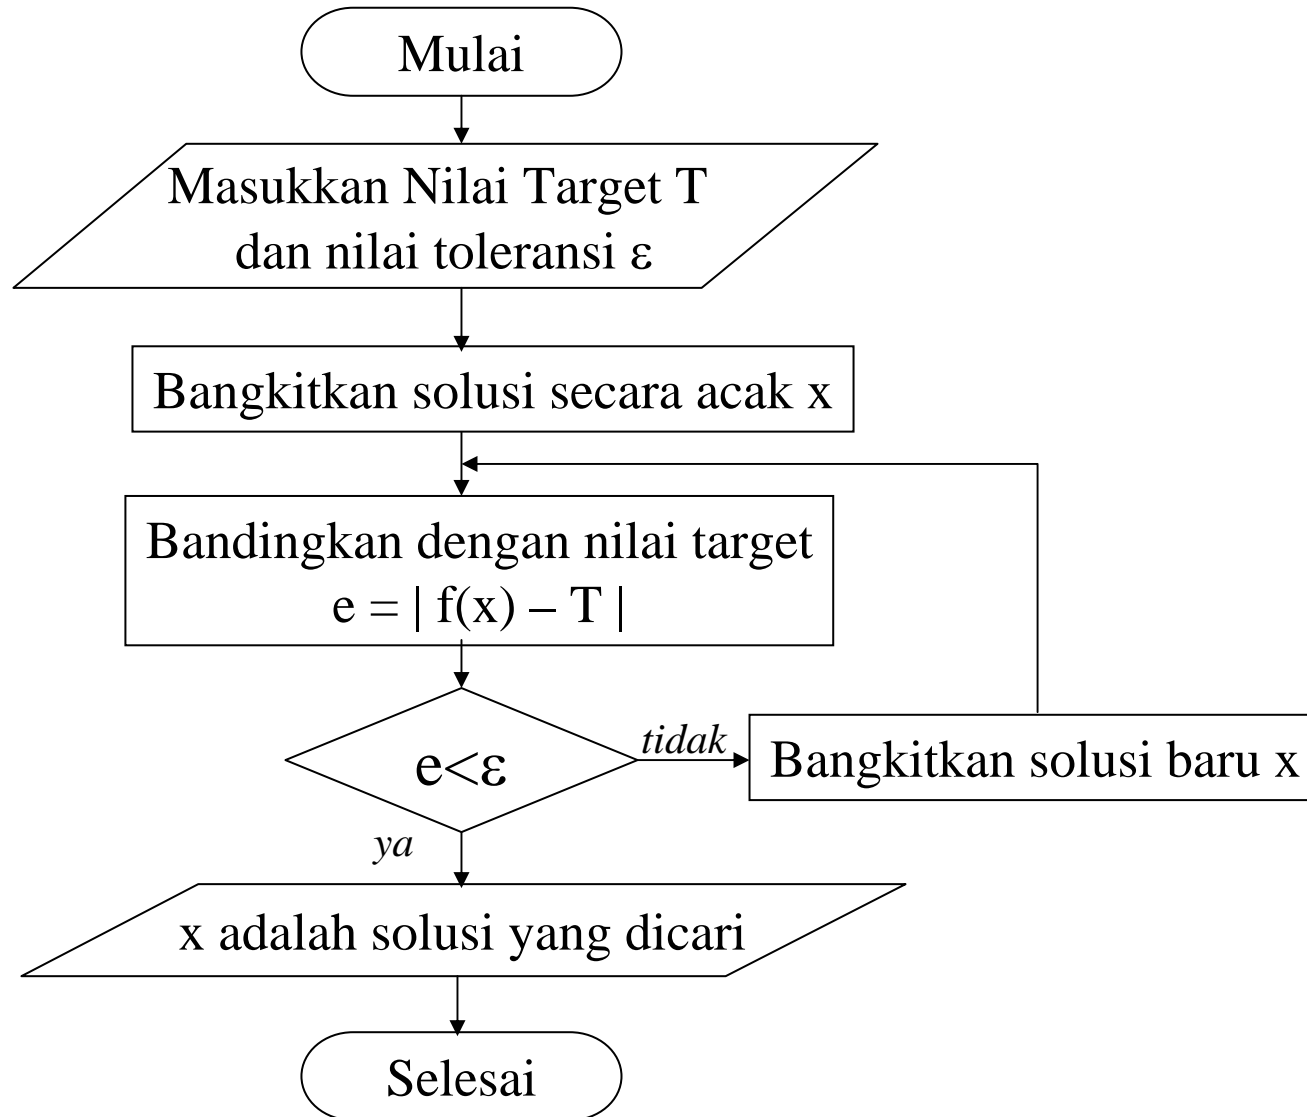 Mulai
Masukkan Nilai Target T
dan nilai toleransi ε
Bangkitkan solusi secara acak x
Bandingkan dengan nilai target
e = | f(x) – T |
e<ε
tidak
Bangkitkan solusi baru x
ya
x adalah solusi yang dicari
Selesai